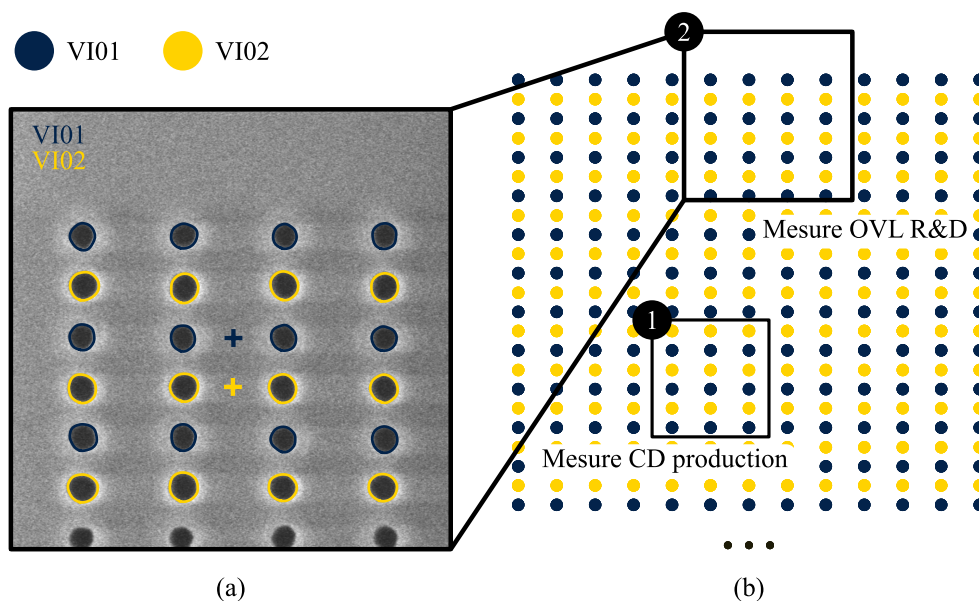 VI01
VI02
VI01
VI02
2
Mesure OVL R&D
1
Mesure CD production
(a)
(b)